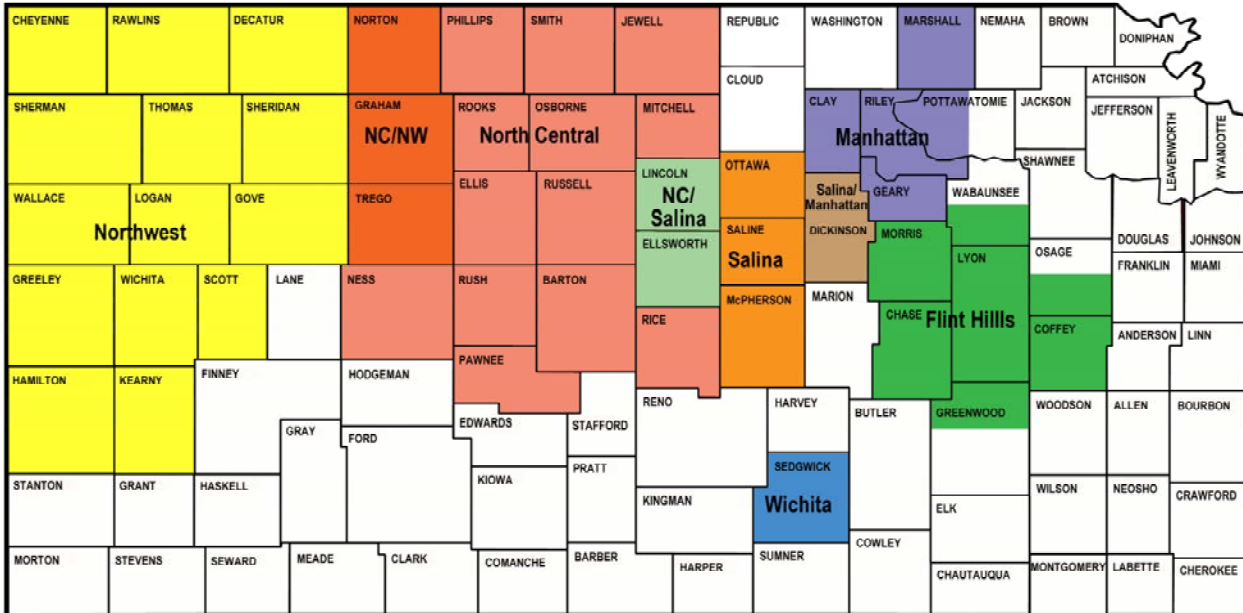 CHEYENNE
RAWLINS
DECATUR
NORTON
PHILLIPS
SMITH
JEWELL
REPUBLIC
WASHINGTON
MARSHALL
NEMAHA
BROWN
DONIPHAN
CLOUD
ATCHISON
SHERMAN
THOMAS
SHERIDAN
GRAHAM
NC/NW
ROOKS
OSBORNE
North Central
MITCHELL
CLAY
RILEY
POTTAWATOMIE
Manhattan
JACKSON
JEFFERSON
LEAVENWORTH
WYANDOTTE
OTTAWA
SHAWNEE
WALLACE
LOGAN
GOVE
Northwest
TREGO
ELLIS
RUSSELL
LINCOLN
NC/
Salina
ELLSWORTH
Salina/
Manhattan
DICKINSON
GEARY
WABAUNSEE
SALINE
Salina
MORRIS
LYON
OSAGE
DOUGLAS
JOHNSON
FRANKLIN
MIAMI
GREELEY
WICHITA
SCOTT
LANE
NESS
RUSH
BARTON
RICE
McPHERSON
MARION
CHASE
Flint Hillls
COFFEY
ANDERSON
LINN
HAMILTON
KEARNY
FINNEY
HODGEMAN
PAWNEE
EDWARDS
STAFFORD
RENO
HARVEY
BUTLER
GREENWOOD
WOODSON
ALLEN
BOURBON
GRAY
FORD
KIOWA
PRATT
KINGMAN
SEDGWICK
Wichita
STANTON
GRANT
HASKELL
ELK
WILSON
NEOSHO
CRAWFORD
MORTON
STEVENS
SEWARD
MEADE
CLARK
COMANCHE
BARBER
HARPER
SUMNER
COWLEY
CHAUTAUQUA
MONTGOMERY
LABETTE
CHEROKEE